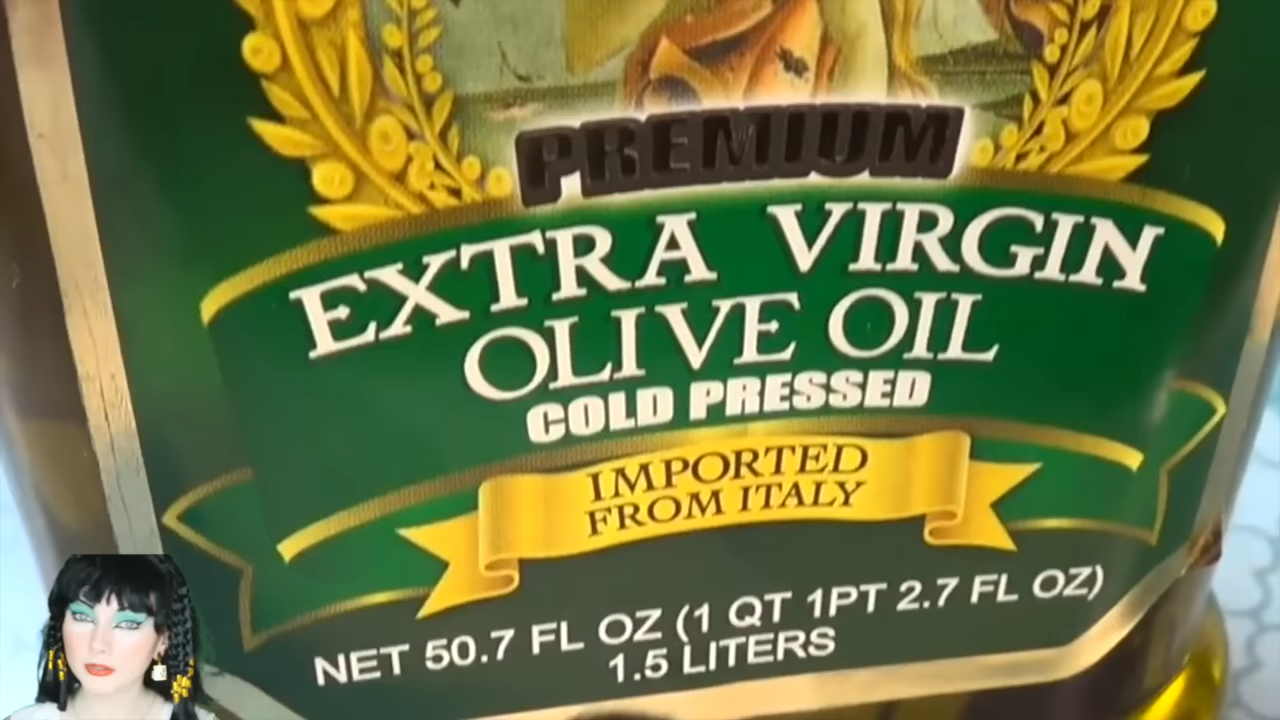 PREMIUM
EXTRA VIRGIN
OLIVE OIL
COLD PRESSED
IMPORTED
FROM ITALY
NET 50.7 FL OZ (1 QT 1PT 2.7 FL OZ)
1.5 LITERS